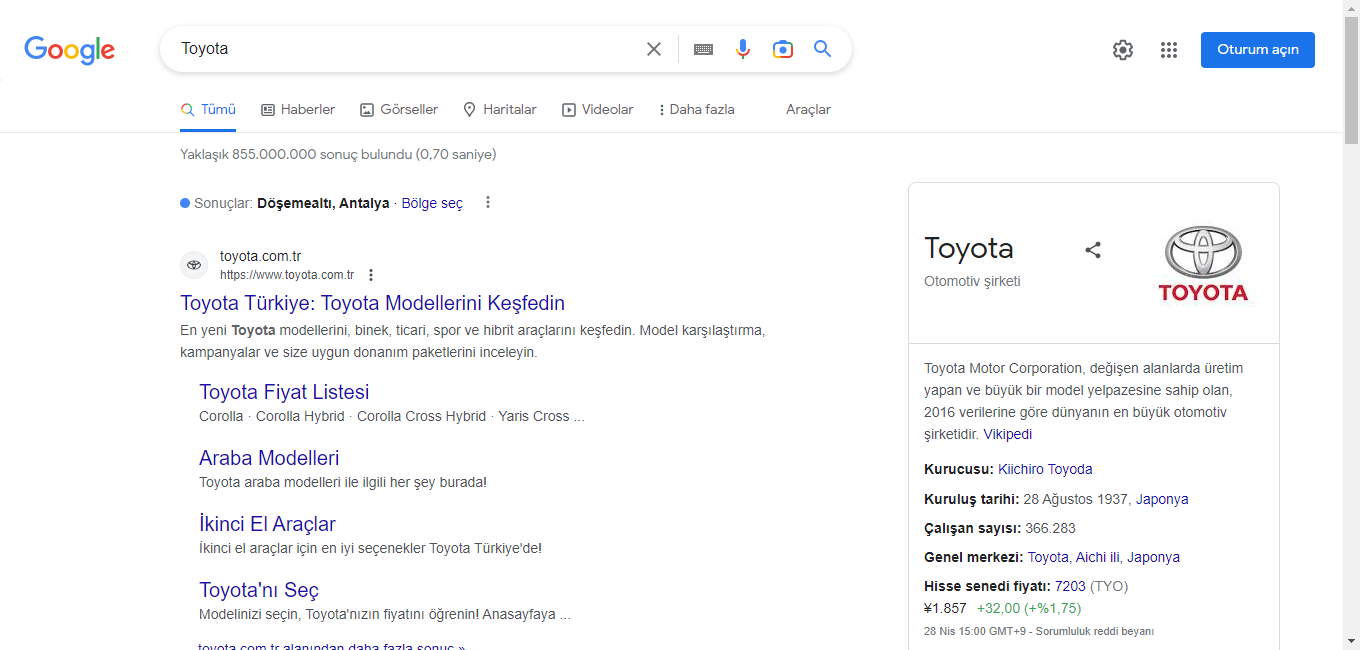 Google
Toyota
Oturum açın
Tümü
Haberler
Görseller
Haritalar
Videolar
Daha fazla
Araçlar
Yaklaşık 855.000.000 sonuç bulundu (0,70 saniye)
Sonuçlar: Döşemealtı, Antalya · Bölge seç
toyota.com.tr
https://www.toyota.com.tr
Toyota Türkiye: Toyota Modellerini Keşfedin
En yeni Toyota modellerini, binek, ticari, spor ve hibrit araçlarını keşfedin. Model karşılaştırma,
kampanyalar ve size uygun donanım paketlerini inceleyin.
Toyota Fiyat Listesi
Corolla · Corolla Hybrid · Corolla Cross Hybrid · Yaris Cross ...
Araba Modelleri
Toyota araba modelleri ile ilgili her şey burada!
İkinci El Araçlar
İkinci el araçlar için en iyi seçenekler Toyota Türkiye'de!
Toyota'nı Seç
Modelinizi seçin, Toyota'nızın fiyatını öğrenin! Anasayfaya ...
toyota.com.tr alanından daha fazla sonuç »
Toyota
Otomotiv şirketi
TOYOTA
Toyota Motor Corporation, değişen alanlarda üretim
yapan ve büyük bir model yelpazesine sahip olan,
2016 verilerine göre dünyanın en büyük otomotiv
şirketidir. Vikipedi
Kurucusu: Kiichiro Toyoda
Kuruluş tarihi: 28 Ağustos 1937, Japonya
Çalışan sayısı: 366.283
Genel merkezi: Toyota, Aichi ili, Japonya
Hisse senedi fiyatı: 7203 (TYO)
¥1.857 +32,00 (+%1,75)
28 Nis 15:00 GMT+9 - Sorumluluk reddi beyanı